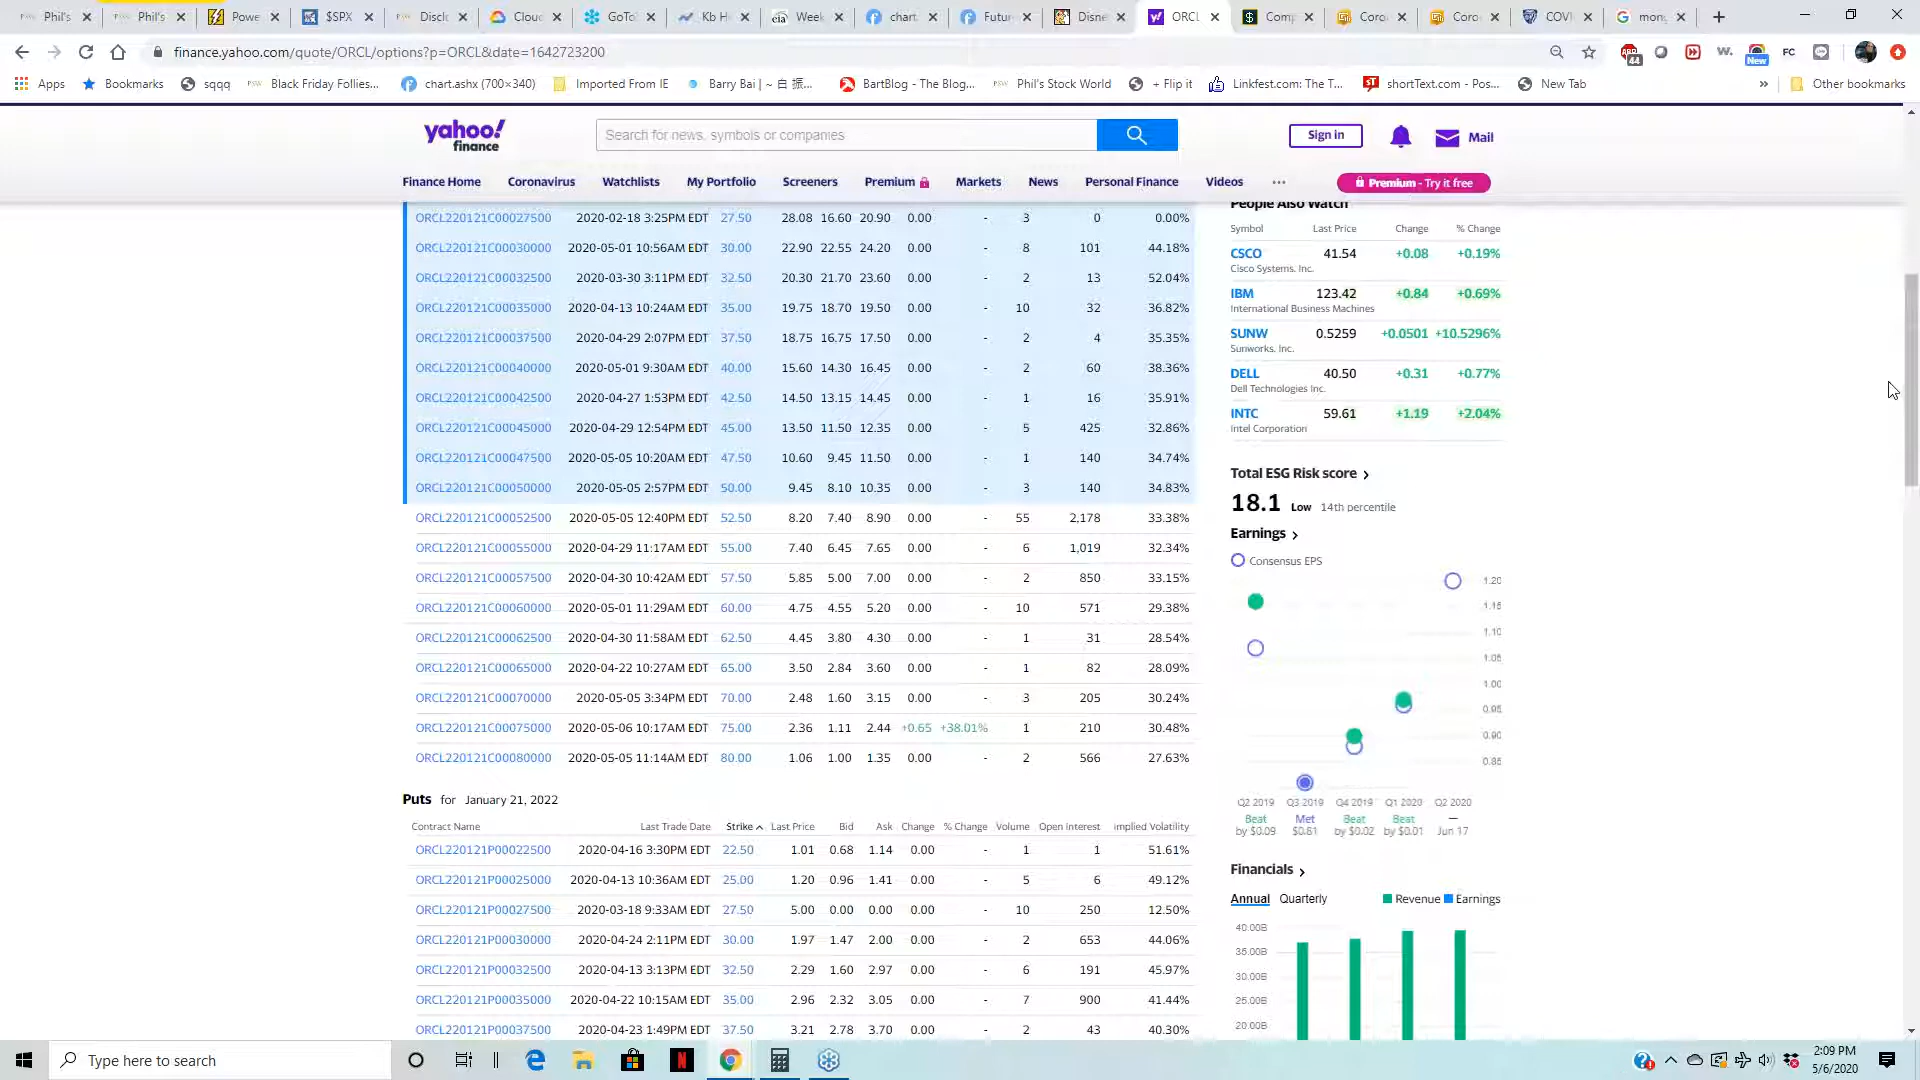 Phil's
Phil's
Powe
$SPX
Disclo
Cloud
GoTo
Kb H
eia Week
chart
Futur
Disne
ORCL
Comp
Coro
Coro
COVI
mon
finance.yahoo.com/quote/ORCL/options?p=ORCL&date=1642723200
44
W.
New
FC
Apps
Bookmarks
sqqq
Black Friday Follies...
chart.ashx (700×340)
Imported From IE
Barry Bai | ~ 白 振...
BartBlog - The Blog...
Phil's Stock World
+ Flip it
Linkfest.com: The T...
shortText.com - Pos...
New Tab
»
Other bookmarks
yahoo!
finance
Search for news, symbols or companies
Sign in
Mail
Finance Home Coronavirus Watchlists My Portfolio Screeners Premium Markets News Personal Finance Videos ...
Premium - Try it free
ORCL220121C00027500 2020-02-18 3:25PM EDT 27.50 28.08 16.60 20.90 0.00 - 3 0 0.00%
ORCL220121C00030000 2020-05-01 10:56AM EDT 30.00 22.90 22.55 24.20 0.00 - 8 101 44.18%
ORCL220121C00032500 2020-03-30 3:11PM EDT 32.50 20.30 21.70 23.60 0.00 - 2 13 52.04%
ORCL220121C00035000 2020-04-13 10:24AM EDT 35.00 19.75 18.70 19.50 0.00 - 10 32 36.82%
ORCL220121C00037500 2020-04-29 2:07PM EDT 37.50 18.75 16.75 17.50 0.00 - 2 4 35.35%
ORCL220121C00040000 2020-05-01 9:30AM EDT 40.00 15.60 14.30 16.45 0.00 - 2 60 38.36%
ORCL220121C00042500 2020-04-27 1:53PM EDT 42.50 14.50 13.15 14.45 0.00 - 1 16 35.91%
ORCL220121C00045000 2020-04-29 12:54PM EDT 45.00 13.50 11.50 12.35 0.00 - 5 425 32.86%
ORCL220121C00047500 2020-05-05 10:20AM EDT 47.50 10.60 9.45 11.50 0.00 - 1 140 34.74%
ORCL220121C00050000 2020-05-05 2:57PM EDT 50.00 9.45 8.10 10.35 0.00 - 3 140 34.83%
ORCL220121C00052500 2020-05-05 12:40PM EDT 52.50 8.20 7.40 8.90 0.00 - 55 2,178 33.38%
ORCL220121C00055000 2020-04-29 11:17AM EDT 55.00 7.40 6.45 7.65 0.00 - 6 1,019 32.34%
ORCL220121C00057500 2020-04-30 10:42AM EDT 57.50 5.85 5.00 7.00 0.00 - 2 850 33.15%
ORCL220121C00060000 2020-05-01 11:29AM EDT 60.00 4.75 4.55 5.20 0.00 - 10 571 29.38%
ORCL220121C00062500 2020-04-30 11:58AM EDT 62.50 4.45 3.80 4.30 0.00 - 1 31 28.54%
ORCL220121C00065000 2020-04-22 10:27AM EDT 65.00 3.50 2.84 3.60 0.00 - 1 82 28.09%
ORCL220121C00070000 2020-05-05 3:34PM EDT 70.00 2.48 1.60 3.15 0.00 - 3 205 30.24%
ORCL220121C00075000 2020-05-06 10:17AM EDT 75.00 2.36 1.11 2.44 +0.65 +38.01% 1 210 30.48%
ORCL220121C00080000 2020-05-05 11:14AM EDT 80.00 1.06 1.00 1.35 0.00 - 2 566 27.63%
Puts for January 21, 2022
Contract Name Last Trade Date Strike Last Price Bid Ask Change % Change Volume Open Interest Implied Volatility
ORCL220121P00022500 2020-04-16 3:30PM EDT 22.50 1.01 0.68 1.14 0.00 - 1 1 51.61%
ORCL220121P00025000 2020-04-13 10:36AM EDT 25.00 1.20 0.96 1.41 0.00 - 5 6 49.12%
ORCL220121P00027500 2020-03-18 9:33AM EDT 27.50 5.00 0.00 0.00 0.00 - 10 250 12.50%
ORCL220121P00030000 2020-04-24 2:11PM EDT 30.00 1.97 1.47 2.00 0.00 - 2 653 44.06%
ORCL220121P00032500 2020-04-13 3:13PM EDT 32.50 2.29 1.60 2.97 0.00 - 6 191 45.97%
ORCL220121P00035000 2020-04-22 10:15AM EDT 35.00 2.96 2.32 3.05 0.00 - 7 900 41.44%
ORCL220121P00037500 2020-04-23 1:49PM EDT 37.50 3.21 2.78 3.70 0.00 - 2 43 40.30%
People Also Watch
Symbol Last Price Change % Change
CSCO 41.54 +0.08 +0.19%
Cisco Systems, Inc.
IBM 123.42 +0.84 +0.69%
International Business Machines
SUNW 0.5259 +0.0501 +10.5296%
Sunworks, Inc.
DELL 40.50 +0.31 +0.77%
Dell Technologies Inc.
INTC 59.61 +1.19 +2.04%
Intel Corporation
Total ESG Risk score
18.1 Low 14th percentile
Earnings
Consensus EPS
1.20
1.15
1.10
1.05
1.00
0.95
0.90
0.85
Q2 2019 Q3 2019 Q4 2019 Q1 2020 Q2 2020
Beat Met Beat Beat —
by $0.09 $0.81 by $0.02 by $0.01 Jun 17
Financials
Annual Quarterly Revenue Earnings
40.00B
35.00B
30.00B
25.00B
20.00B
Type here to search
2:09 PM
5/6/2020